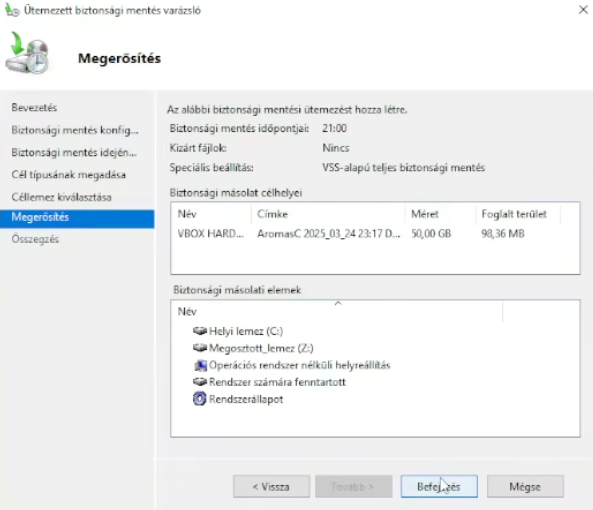 Ütemezett biztonsági mentés varázsló
Megerősítés
Bevezetés
Biztonsági mentés konfig...
Biztonsági mentés idején...
Cél típusának megadása
Céllemez kiválasztása
Megerősítés
Összegzés
Az alábbi biztonsági mentési ütemezést hozza létre.
Biztonsági mentés időpontjai: 21:00
Kizárt fájlok: Nincs
Speciális beállítás: VSS-alapú teljes biztonsági mentés
Biztonsági másolat célhelyei
Név Címke Méret Foglalt terület
VBOX HARD... AromasC 2025_03_24 23:17 D... 50,00 GB 98,36 MB
Biztonsági másolati elemek
Név
Helyi lemez (C:)
Megosztott_lemez (Z:)
Operációs rendszer nélküli helyreállítás
Rendszer számára fenntartott
Rendszerállapot
< Vissza Tovább > Befejezés Mégse